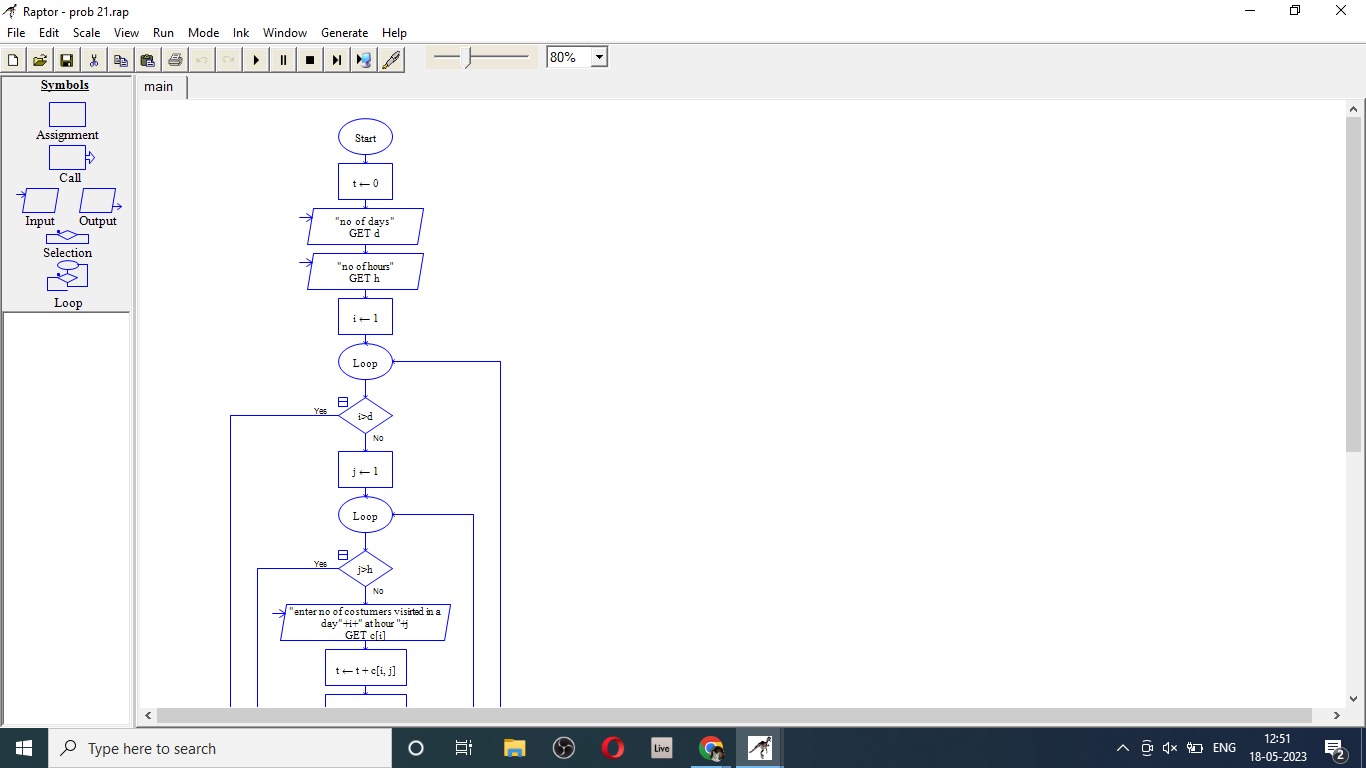 Raptor - prob 21.rap
File Edit Scale View Run Mode Ink Window Generate Help
80%
Symbols
Assignment
Call
Input Output
Selection
Loop
main
Start
t ← 0
"no of days"
GET d
"no of hours"
GET h
i ← 1
Loop
Yes
i>d
No
j ← 1
Loop
Yes
j>h
No
"enter no of costumers visirted in a
day"+i+" at hour "+j
GET c[i]
t ← t + c[i, j]
Type here to search
Live
ENG
12:51
18-05-2023
2